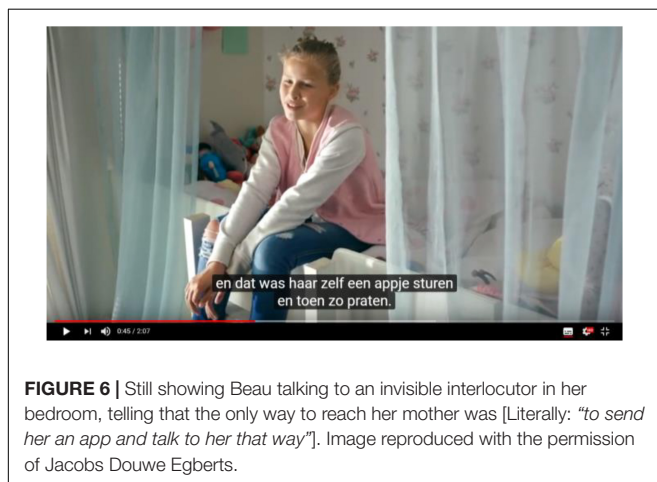 en dat was haar zelf een appje sturen
en toen zo praten.
0:45 / 2:07
FIGURE 6 | Still showing Beau talking to an invisible interlocutor in her
bedroom, telling that the only way to reach her mother was [Literally: “to send
her an app and talk to her that way”]. Image reproduced with the permission
of Jacobs Douwe Egberts.